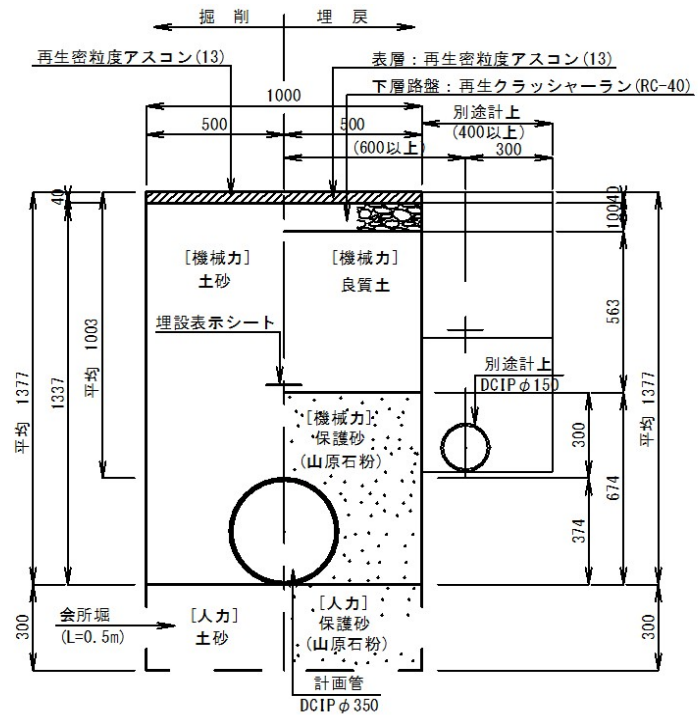 掘 削
埋 戻
再生密粒度アスコン(13)
表層：再生密粒度アスコン(13)
下層路盤：再生クラッシャーラン(RC-40)
1000
別途計上
500
500
(400以上)
(600以上)
300
40
40
100
[機械力]
土砂
[機械力]
良質土
563
埋設表示シート
平均 1003
1337
平均 1377
平均 1377
別途計上
DCIPφ150
[機械力]
保護砂
(山原石粉)
300
674
374
会所堀
(L=0.5m)
[人力]
土砂
[人力]
保護砂
(山原石粉)
300
300
計画管
DCIPφ350